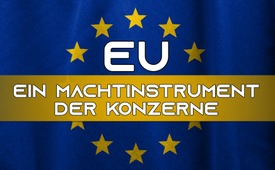 EU
EIN MACHTINSTRUMENT
DER KONZERNE